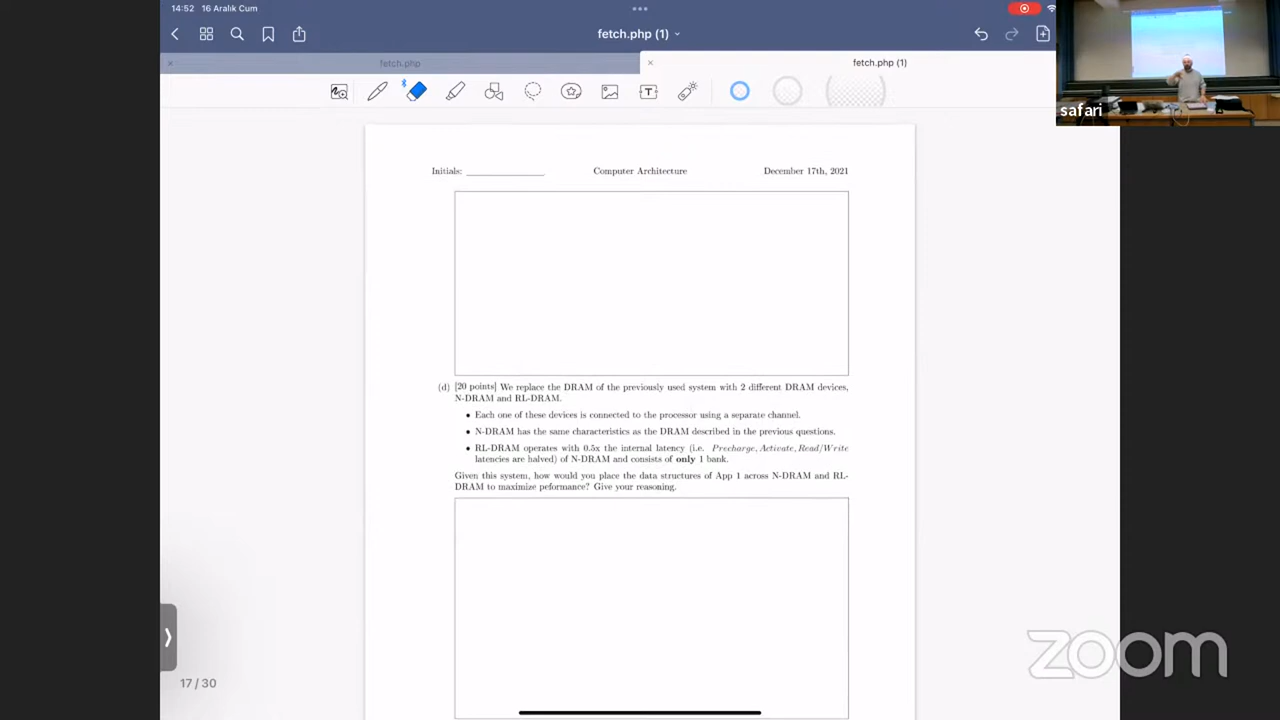 14:52 16 Aralık Cum
fetch.php (1)
fetch.php
fetch.php (1)
T
safari
Initials:
Computer Architecture
December 17th, 2021
(d) [20 points] We replace the DRAM of the previously used system with 2 different DRAM devices,
N-DRAM and RL-DRAM.
• Each one of these devices is connected to the processor using a separate channel.
• N-DRAM has the same characteristics as the DRAM described in the previous questions.
• RL-DRAM operates with 0.5x the internal latency (i.e. Precharge, Activate, Read/Write
latencies are halved) of N-DRAM and consists of only 1 bank.
Given this system, how would you place the data structures of App 1 across N-DRAM and RL-
DRAM to maximize peformance? Give your reasoning.
17 / 30
zoom